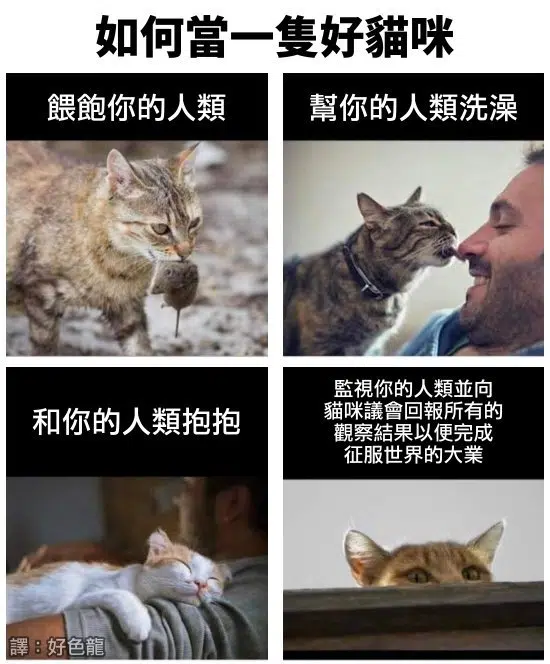 如何當一隻好貓咪
餵飽你的人類
幫你的人類洗澡
和你的人類抱抱
監視你的人類並向
貓咪議會回報所有的
觀察結果以便完成
征服世界的大業
譯：好色龍